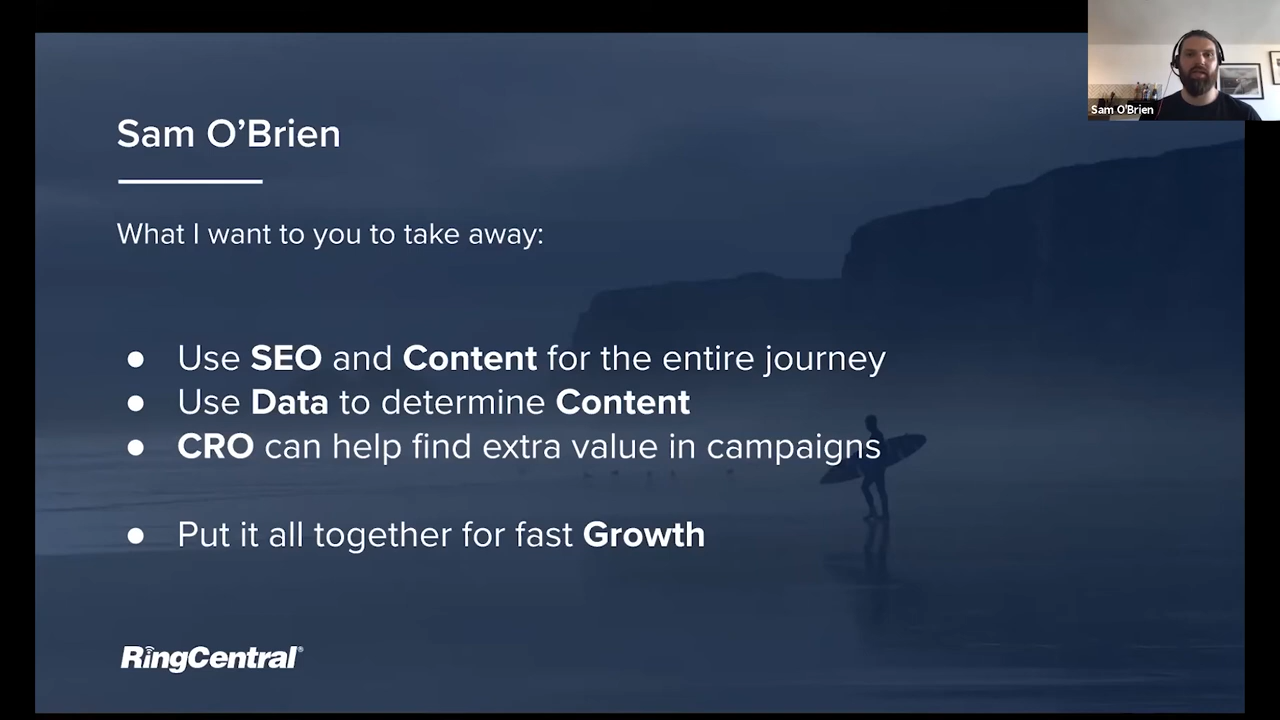 Sam O'Brien
Sam O’Brien
What I want to you to take away:
● Use SEO and Content for the entire journey
● Use Data to determine Content
● CRO can help find extra value in campaigns
● Put it all together for fast Growth
RingCentral®